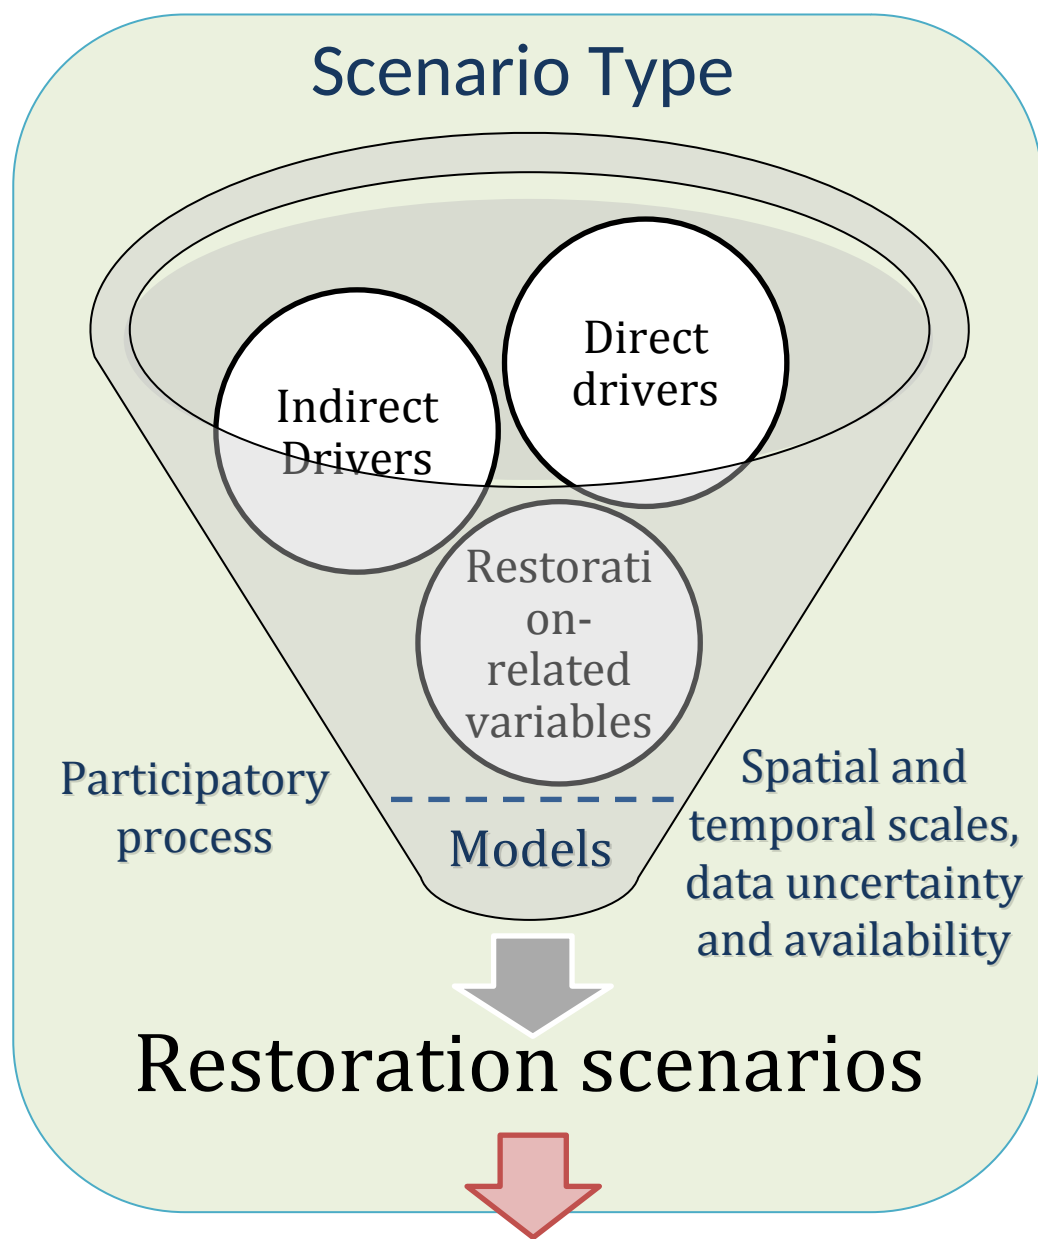 Scenario Type
Direct
drivers
Indirect
Drivers
Restorati
on-
related
variables
Participatory
process
Models
Spatial and
temporal scales,
data uncertainty
and availability
Restoration scenarios